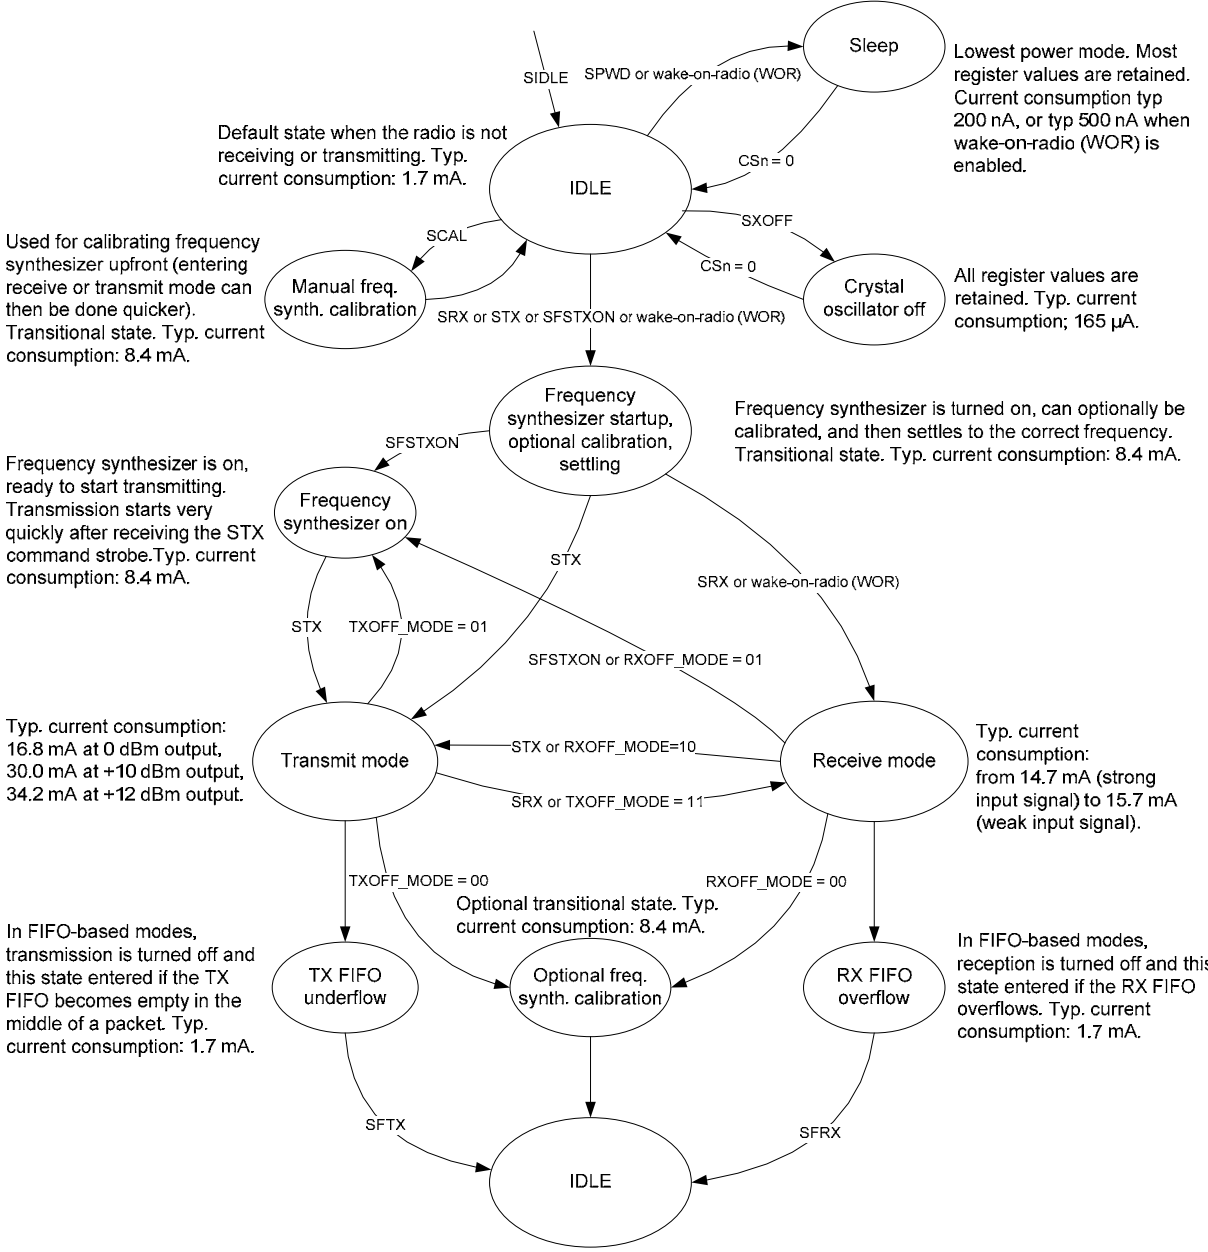 Sleep
Lowest power mode. Most
register values are retained.
Current consumption typ
200 nA, or typ 500 nA when
wake-on-radio (WOR) is
enabled.
SIDLE
SPWD or wake-on-radio (WOR)
Default state when the radio is not
receiving or transmitting. Typ.
current consumption: 1.7 mA.
CSn = 0
IDLE
SXOFF
SCAL
CSn = 0
Used for calibrating frequency
synthesizer upfront (entering
receive or transmit mode can
then be done quicker).
Transitional state. Typ. current
consumption: 8.4 mA.
Manual freq.
synth. calibration
Crystal
oscillator off
All register values are
retained. Typ. current
consumption; 165 µA.
SRX or STX or SFSTXON or wake-on-radio (WOR)
Frequency
synthesizer startup,
optional calibration,
settling
Frequency synthesizer is turned on, can optionally be
calibrated, and then settles to the correct frequency.
Transitional state. Typ. current consumption: 8.4 mA.
SFSTXON
Frequency synthesizer is on,
ready to start transmitting.
Transmission starts very
quickly after receiving the STX
command strobe.Typ. current
consumption: 8.4 mA.
Frequency
synthesizer on
STX
SRX or wake-on-radio (WOR)
STX
TXOFF_MODE = 01
SFSTXON or RXOFF_MODE = 01
Typ. current consumption:
16.8 mA at 0 dBm output,
30.0 mA at +10 dBm output,
34.2 mA at +12 dBm output.
Transmit mode
STX or RXOFF_MODE=10
SRX or TXOFF_MODE = 11
Receive mode
Typ. current
consumption:
from 14.7 mA (strong
input signal) to 15.7 mA
(weak input signal).
TXOFF_MODE = 00
RXOFF_MODE = 00
Optional transitional state. Typ.
current consumption: 8.4 mA.
In FIFO-based modes,
transmission is turned off and
this state entered if the TX
FIFO becomes empty in the
middle of a packet. Typ.
current consumption: 1.7 mA.
TX FIFO
underflow
Optional freq.
synth. calibration
RX FIFO
overflow
In FIFO-based modes,
reception is turned off and this
state entered if the RX FIFO
overflows. Typ. current
consumption: 1.7 mA.
SFTX
SFRX
IDLE